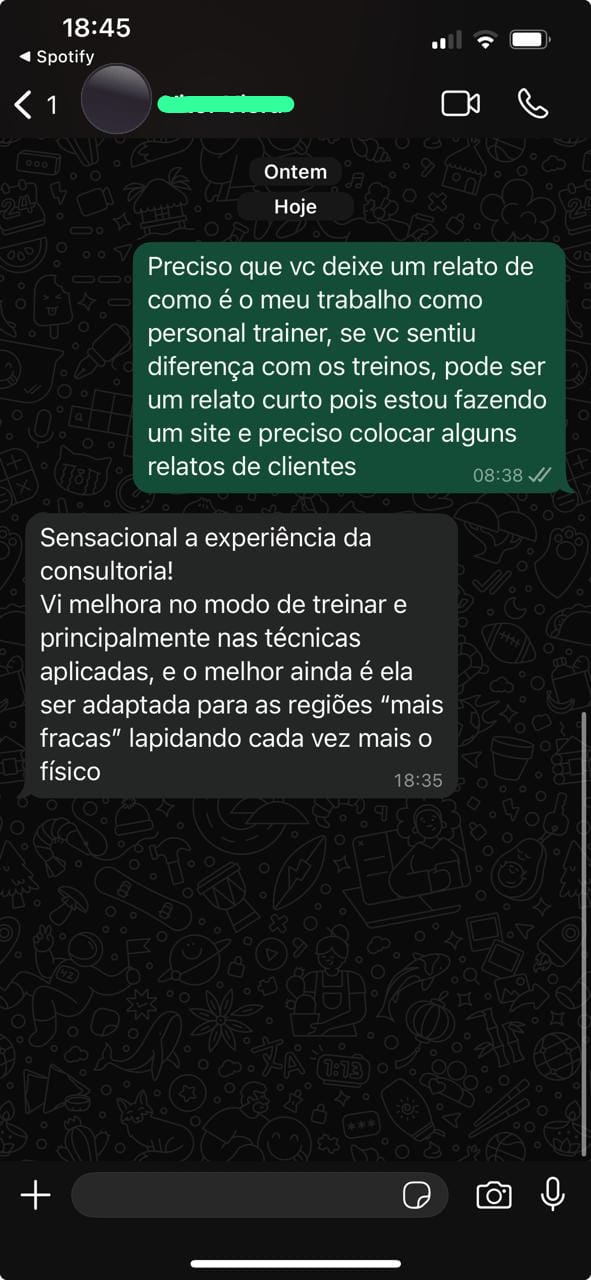 18:45
Spotify
1
Ontem
Hoje
Preciso que vc deixe um relato de
como é o meu trabalho como
personal trainer, se vc sentiu
diferença com os treinos, pode ser
um relato curto pois estou fazendo
um site e preciso colocar alguns
relatos de clientes
08:38
Sensacional a experiência da
consultoria!
Vi melhora no modo de treinar e
principalmente nas técnicas
aplicadas, e o melhor ainda é ela
ser adaptada para as regiões “mais
fracas” lapidando cada vez mais o
físico
18:35